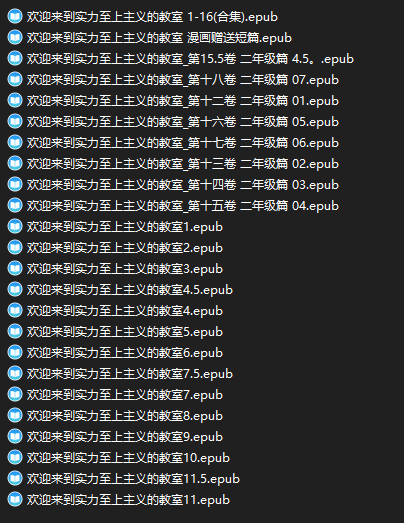 欢迎来到实力至上主义的教室 1-16(合集).epub
欢迎来到实力至上主义的教室 漫画赠送短篇.epub
欢迎来到实力至上主义的教室_第15.5卷 二年级篇 4.5。.epub
欢迎来到实力至上主义的教室_第十八卷 二年级篇 07.epub
欢迎来到实力至上主义的教室_第十二卷 二年级篇 01.epub
欢迎来到实力至上主义的教室_第十六卷 二年级篇 05.epub
欢迎来到实力至上主义的教室_第十七卷 二年级篇 06.epub
欢迎来到实力至上主义的教室_第十三卷 二年级篇 02.epub
欢迎来到实力至上主义的教室_第十四卷 二年级篇 03.epub
欢迎来到实力至上主义的教室_第十五卷 二年级篇 04.epub
欢迎来到实力至上主义的教室1.epub
欢迎来到实力至上主义的教室2.epub
欢迎来到实力至上主义的教室3.epub
欢迎来到实力至上主义的教室4.5.epub
欢迎来到实力至上主义的教室4.epub
欢迎来到实力至上主义的教室5.epub
欢迎来到实力至上主义的教室6.epub
欢迎来到实力至上主义的教室7.5.epub
欢迎来到实力至上主义的教室7.epub
欢迎来到实力至上主义的教室8.epub
欢迎来到实力至上主义的教室9.epub
欢迎来到实力至上主义的教室10.epub
欢迎来到实力至上主义的教室11.5.epub
欢迎来到实力至上主义的教室11.epub